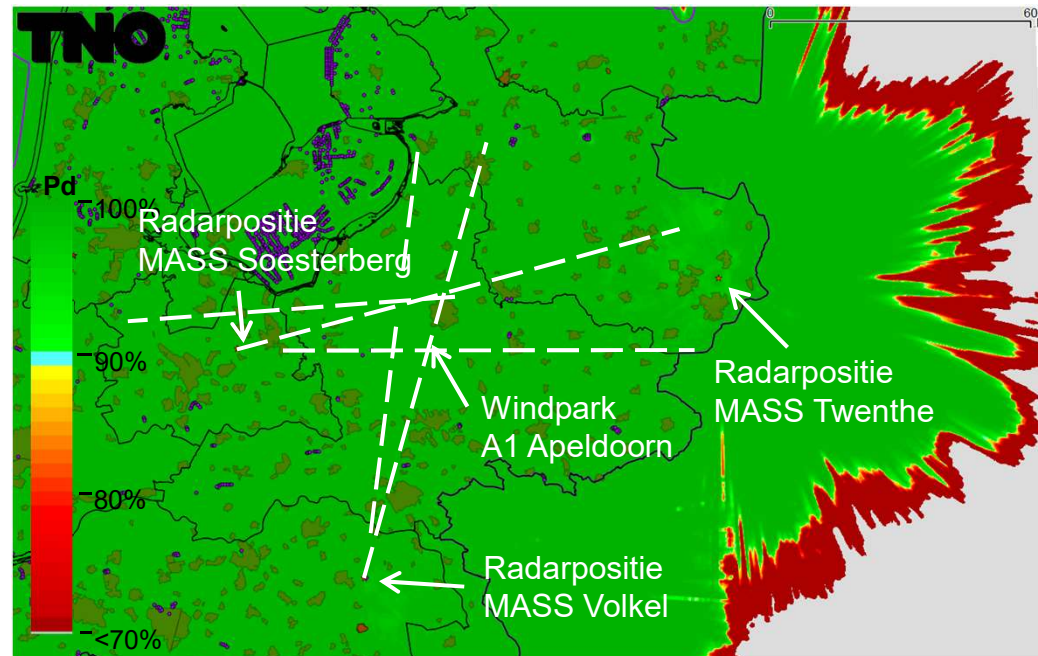 TNO
0
60
Pd
100%
Radarpositie
MASS Soesterberg
90%
Radarpositie
MASS Twenthe
Windpark
A1 Apeldoorn
80%
Radarpositie
MASS Volkel
<70%